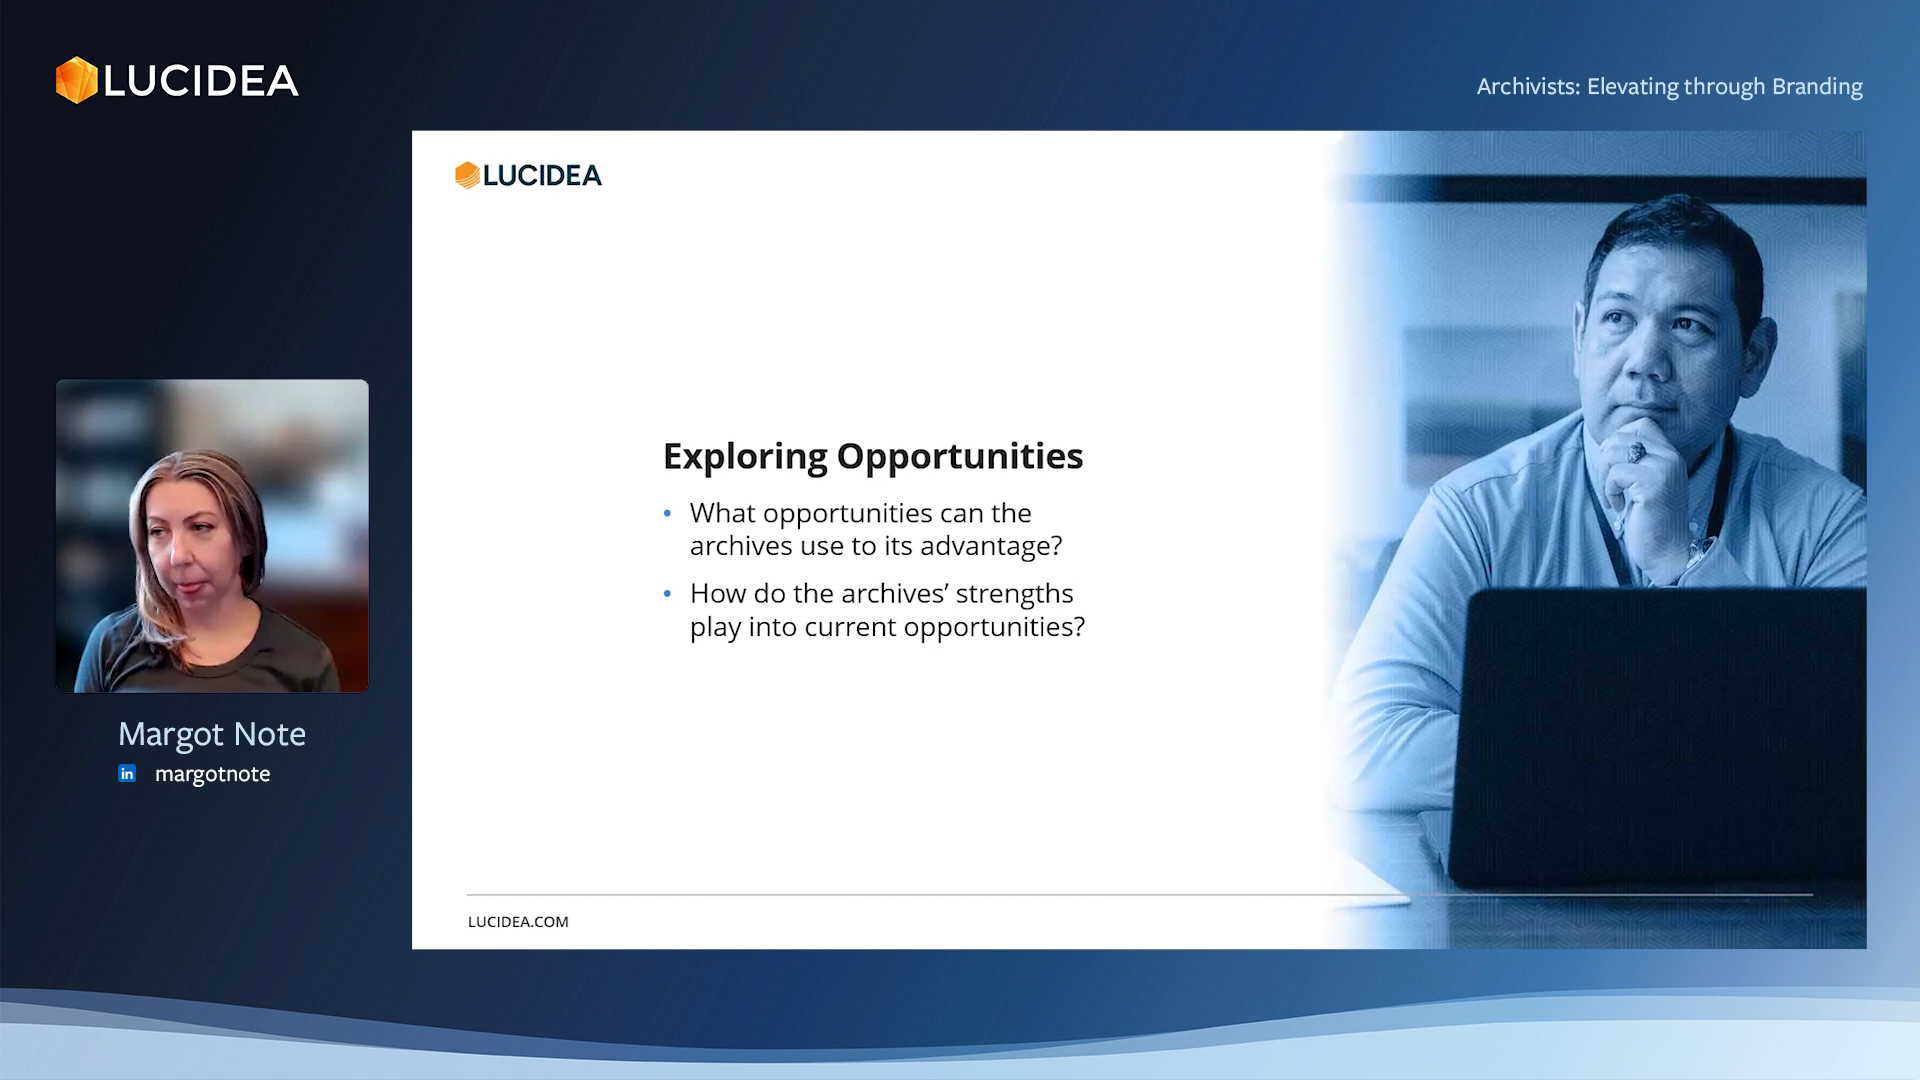 LUCIDEA
Archivists: Elevating through Branding
LUCIDEA
Exploring Opportunities
• What opportunities can the
archives use to its advantage?
• How do the archives’ strengths
play into current opportunities?
Margot Note
in margotnote
LUCIDEA.COM